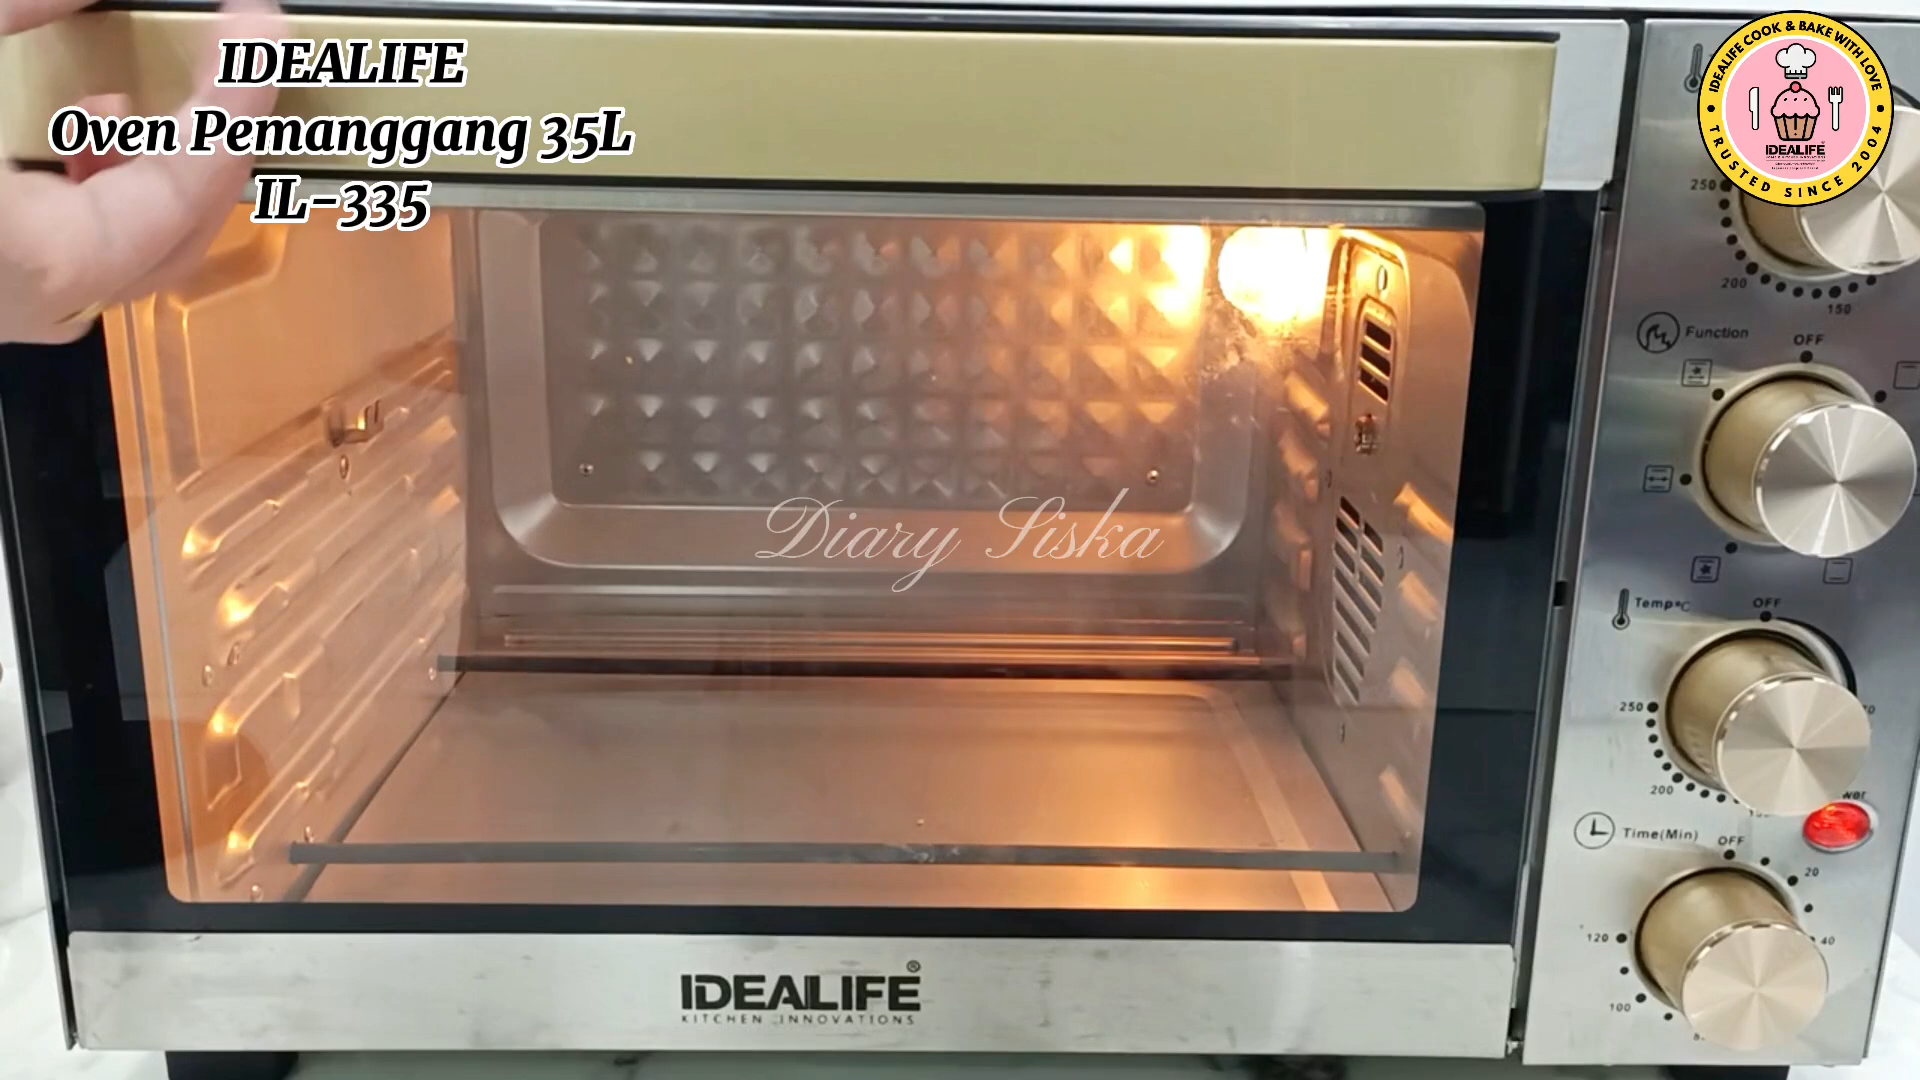 IDEALIFE
Oven Pemanggang 35L
IL-335
IDEALIFE COOK & BAKE WITH LOVE
IDEALIFE
TRUSTED SINCE 2004
250
200
150
Function
OFF
Diary Siska
Temp°C
OFF
250
200
Time(Min)
OFF
20
40
120
100
IDEALIFE®
KITCHEN INNOVATIONS